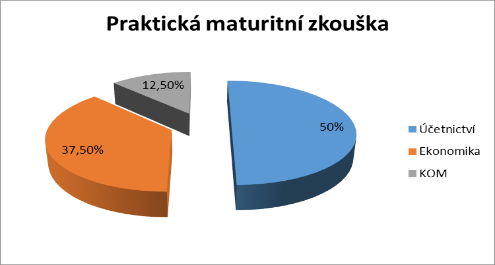 Praktická maturitní zkouška
12,50%
50%
37,50%
Účetnictví
Ekonomika
KOM